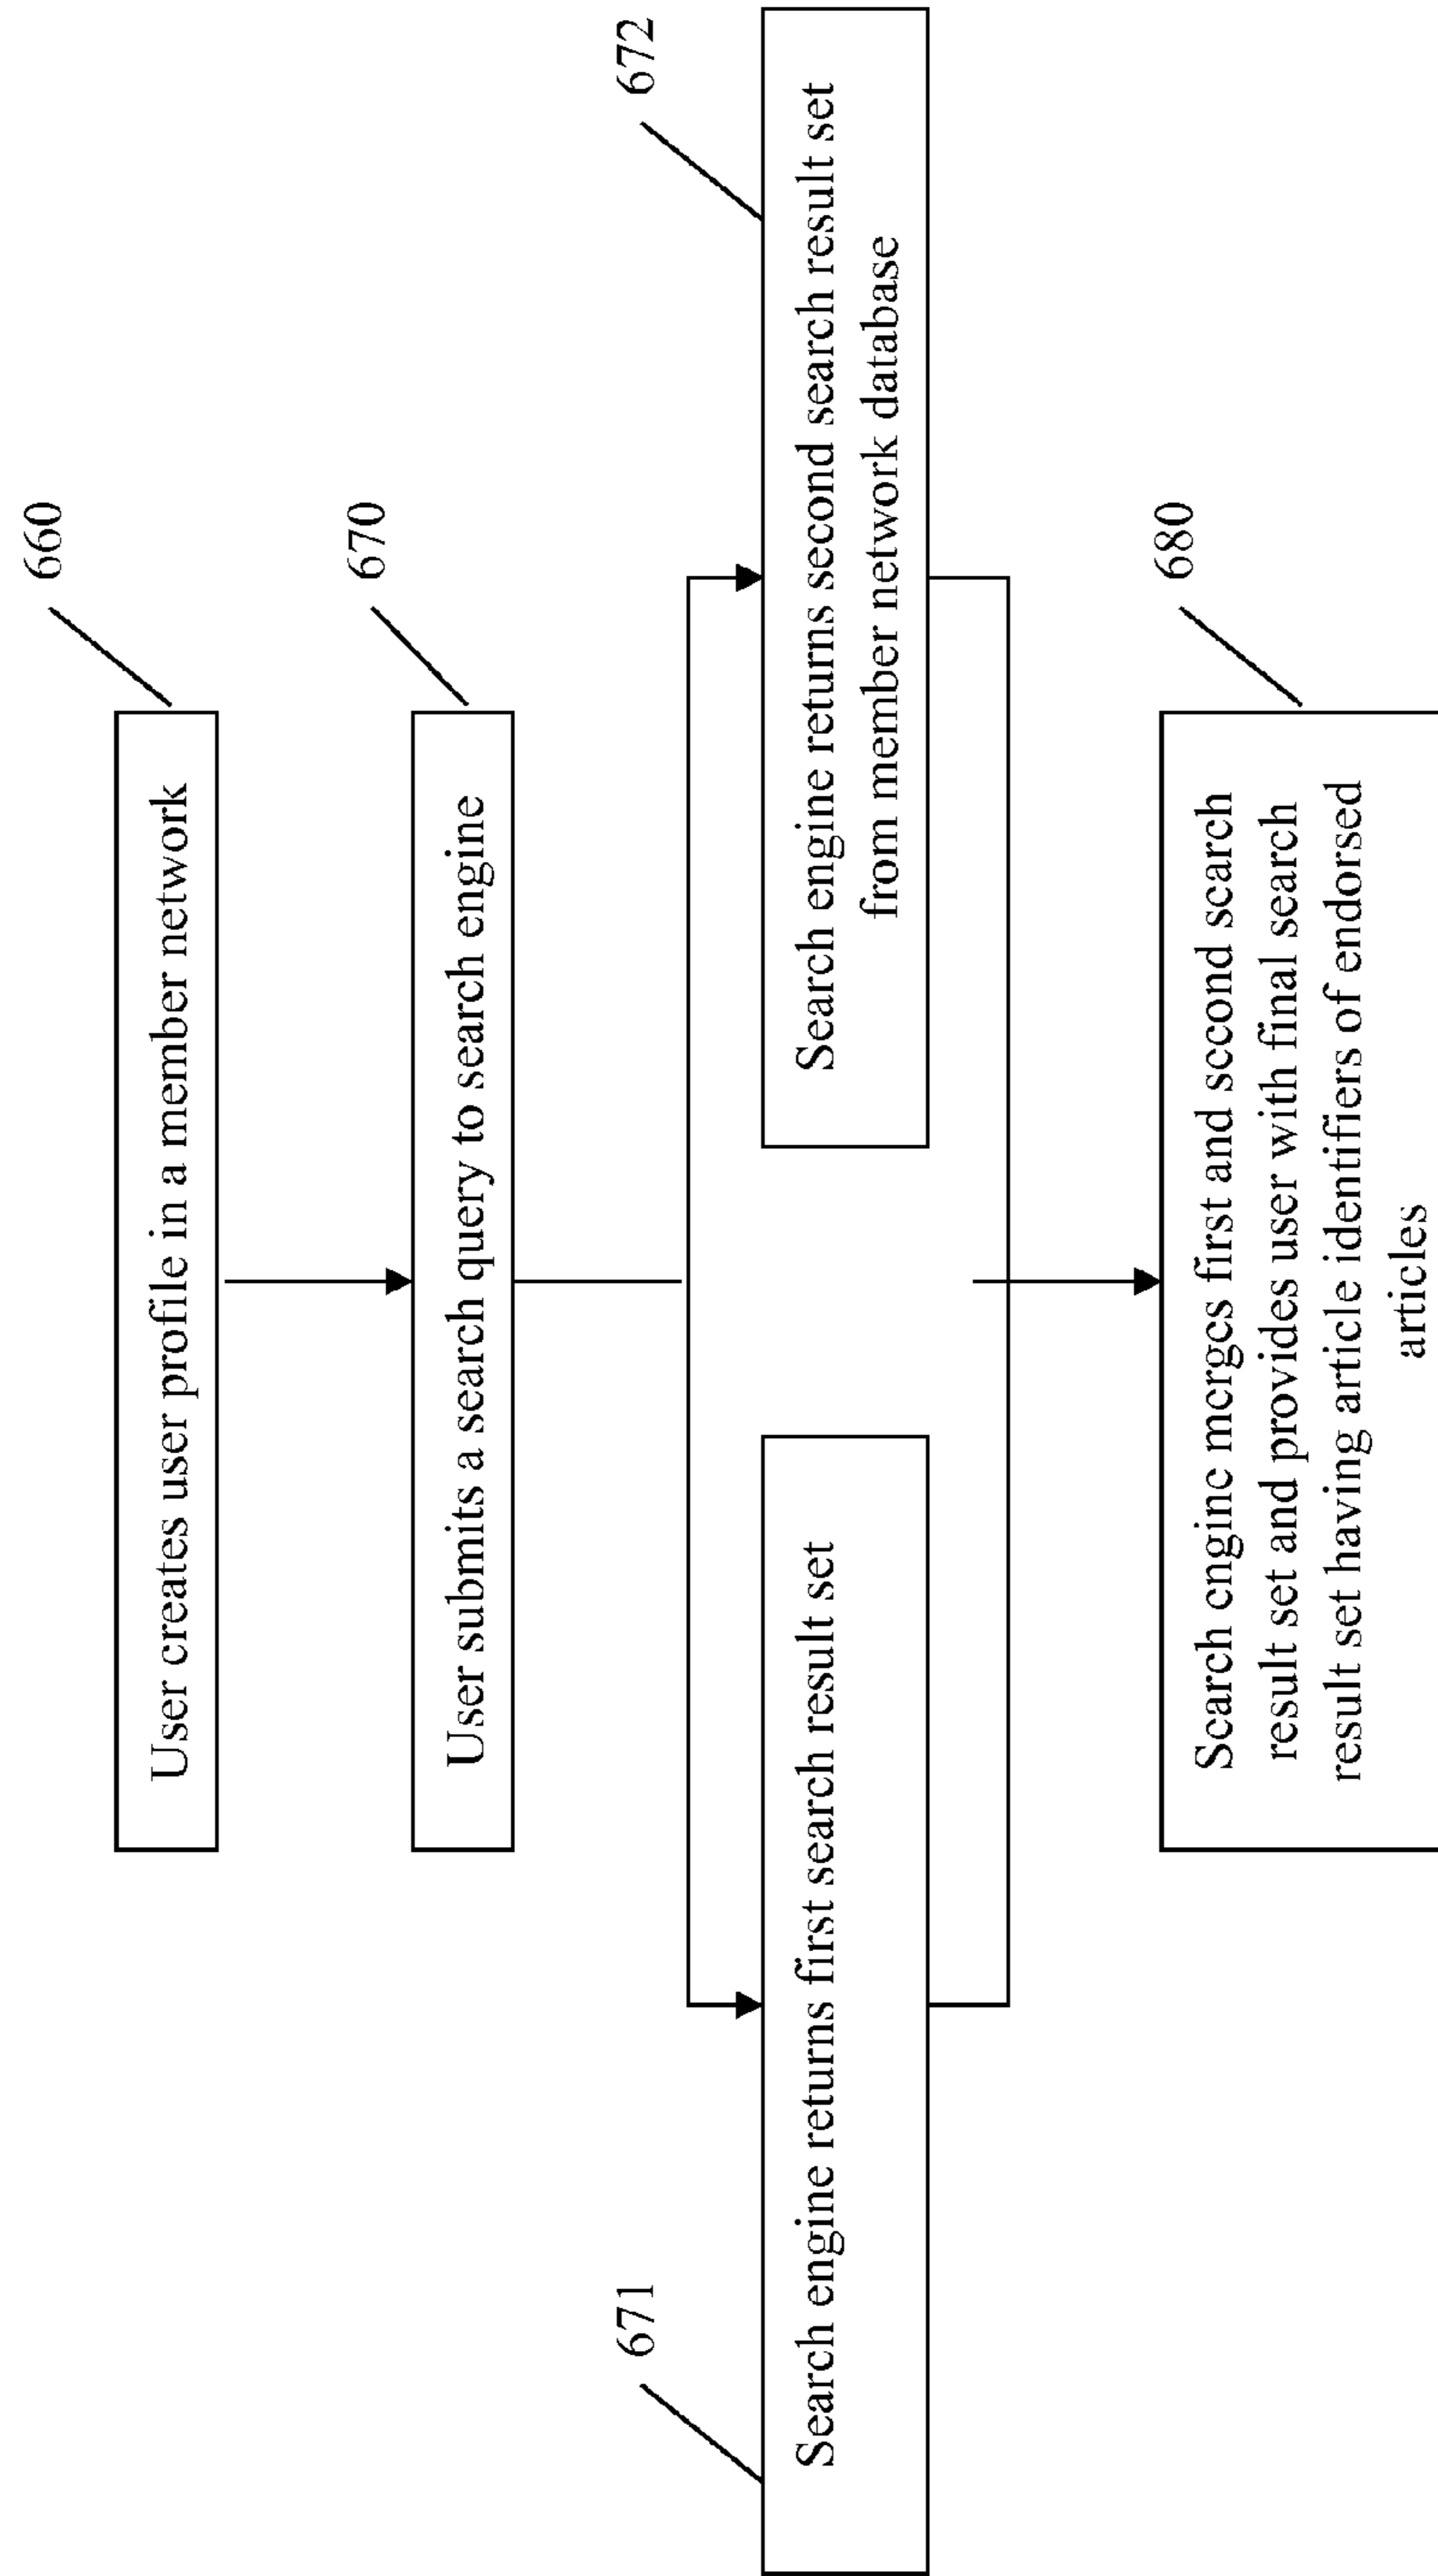 660
User creates user profile in a member network
670
User submits a search query to search engine
671
Search engine returns first search result set
672
Search engine returns second search result set
from member network database
680
Search engine merges first and second search
result set and provides user with final search
result set having article identifiers of endorsed
articles